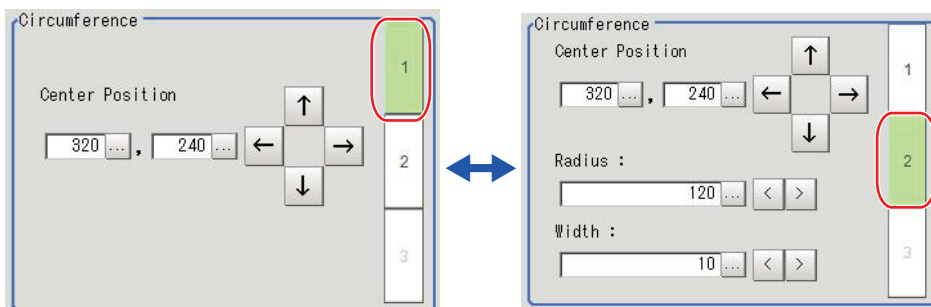 Circumference
1
Center Position
320 ... , 240 ... ↑ ← → ↓
2
3
Circumference
Center Position
320 ... , 240 ... ↑ ← → ↓
1
Radius :
120 ... < >
2
Width :
10 ... < >
3